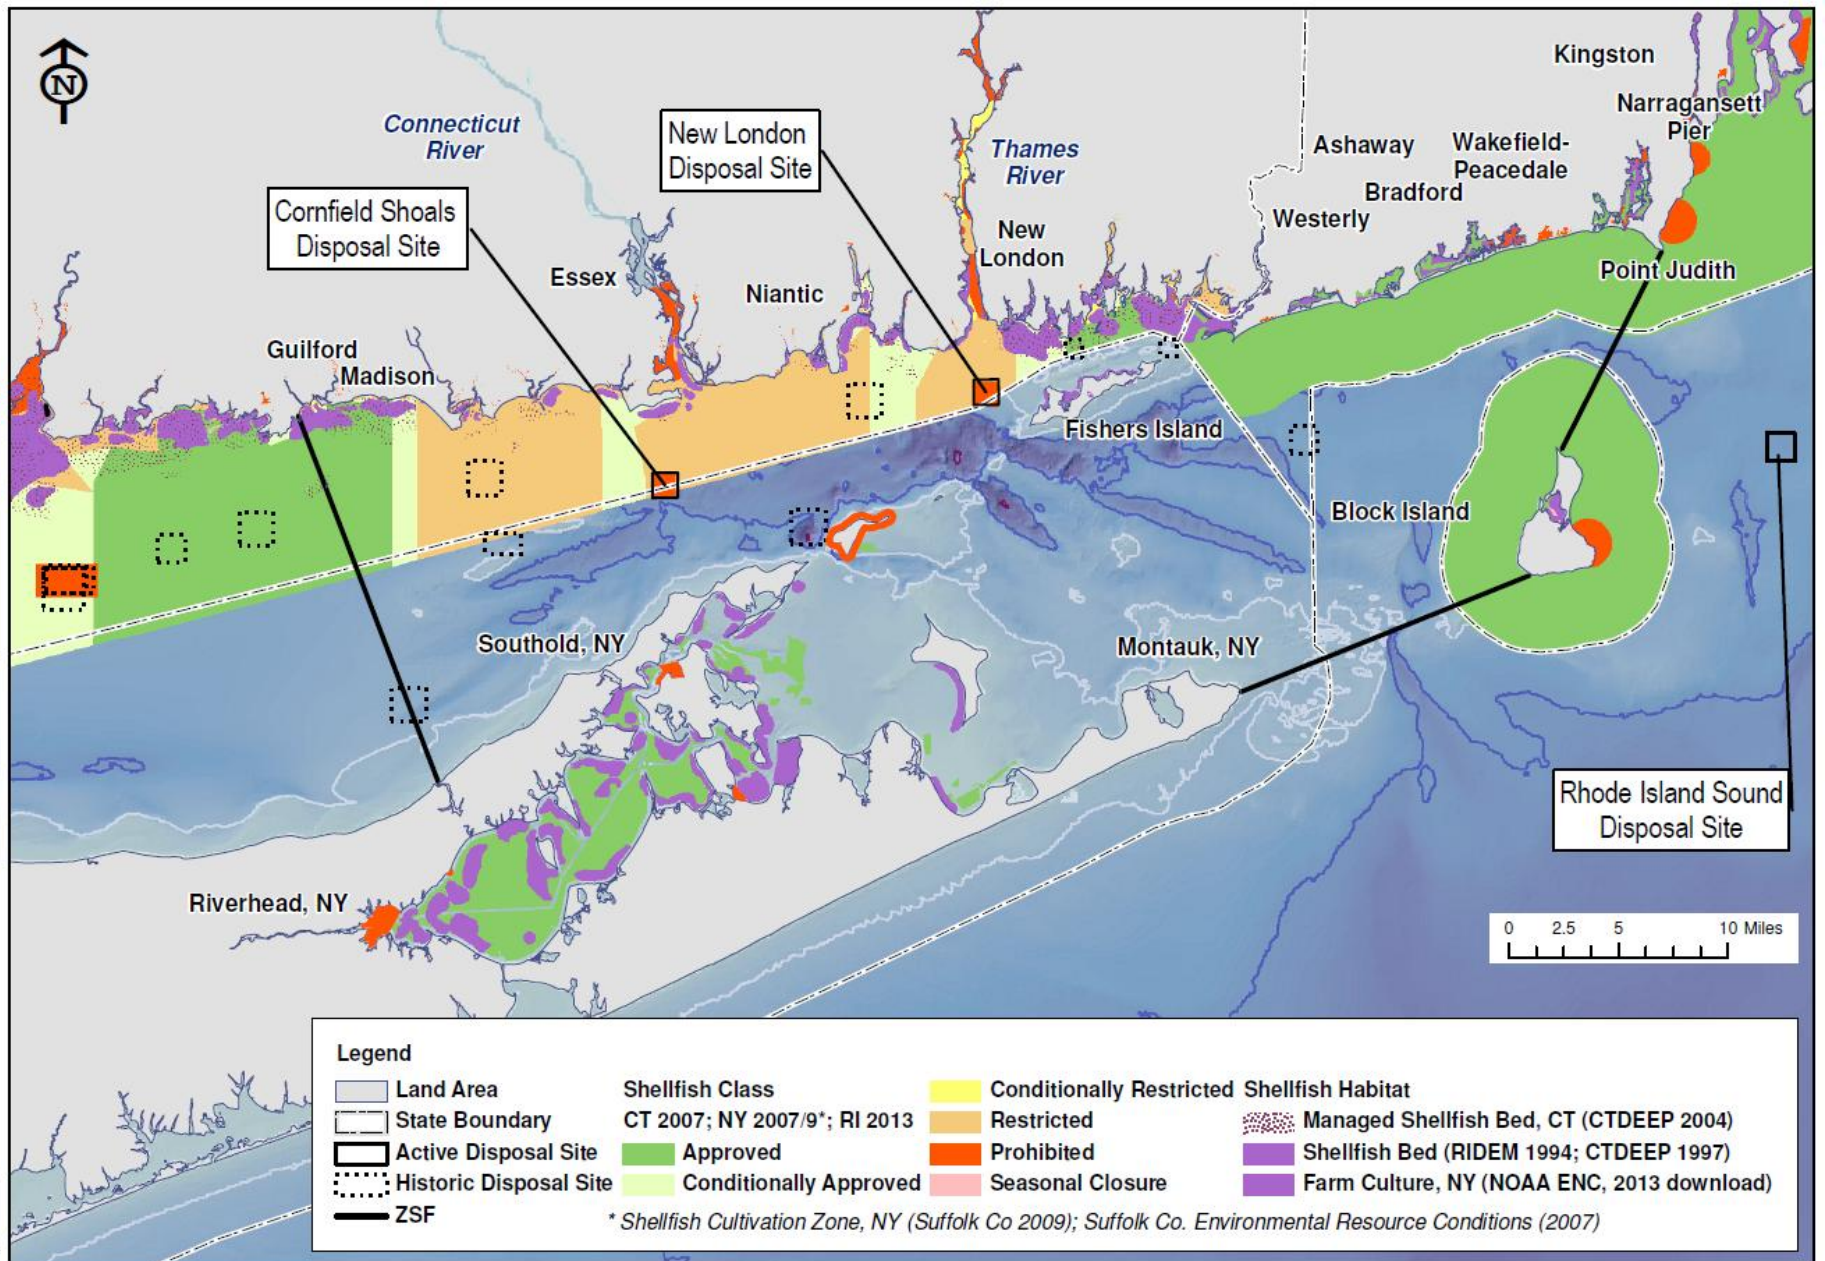 N
Kingston
Narragansett
Pier
Connecticut
River
New London
Disposal Site
Thames
River
Ashaway
Wakefield-
Peacedale
Bradford
Westerly
Cornfield Shoals
Disposal Site
New
London
Essex
Niantic
Point Judith
Guilford
Madison
Fishers Island
Block Island
Southold, NY
Montauk, NY
Rhode Island Sound
Disposal Site
Riverhead, NY
0 2.5 5 10 Miles
Legend
Land Area
State Boundary
Active Disposal Site
Historic Disposal Site
ZSF
Shellfish Class
CT 2007; NY 2007/9*; RI 2013
Approved
Conditionally Approved
Conditionally Restricted
Restricted
Prohibited
Seasonal Closure
Shellfish Habitat
Managed Shellfish Bed, CT (CTDEEP 2004)
Shellfish Bed (RIDEM 1994; CTDEEP 1997)
Farm Culture, NY (NOAA ENC, 2013 download)
* Shellfish Cultivation Zone, NY (Suffolk Co 2009); Suffolk Co. Environmental Resource Conditions (2007)